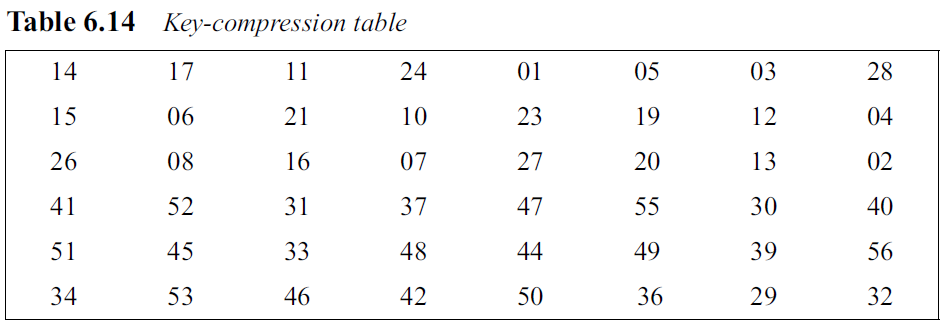 Table 6.14 Key-compression table
14 17 11 24 01 05 03 28
15 06 21 10 23 19 12 04
26 08 16 07 27 20 13 02
41 52 31 37 47 55 30 40
51 45 33 48 44 49 39 56
34 53 46 42 50 36 29 32